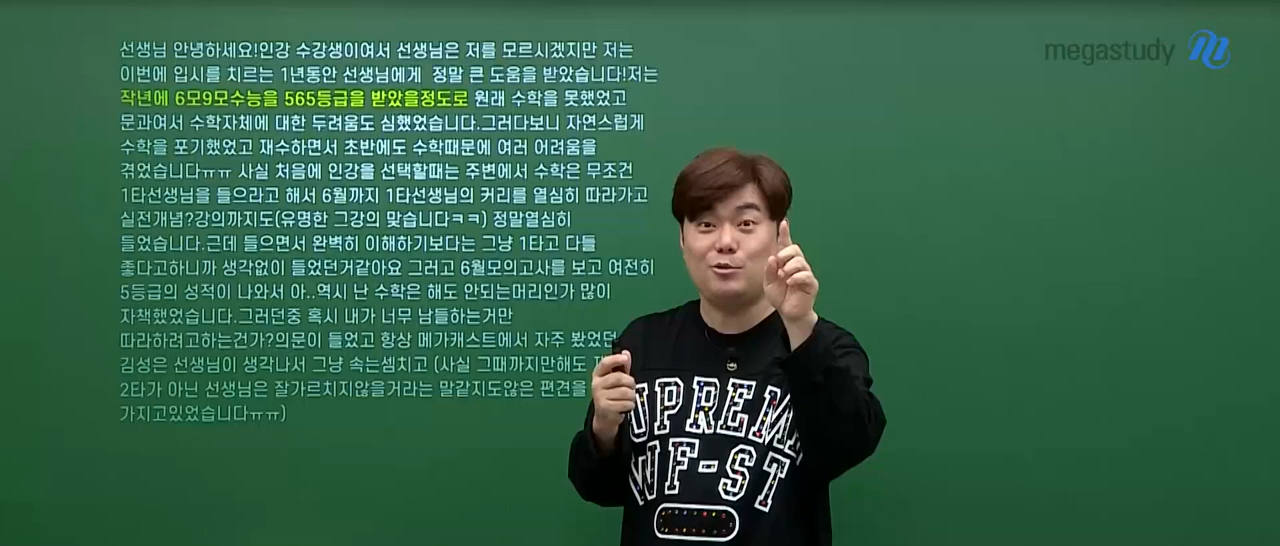 선생님 안녕하세요!인강 수강생이여서 선생님은 저를 모르시겠지만 저는
이번에 입시를 치르는 1년동안 선생님에게 정말 큰 도움을 받았습니다!저는
작년에 6모9모수능을 565등급을 받았을정도로 원래 수학을 못했었고
문과여서 수학자체에 대한 두려움도 심했었습니다.그러다보니 자연스럽게
수학을 포기했었고 재수하면서 초반에도 수학때문에 여러 어려움을
겪었습니다ㅠㅠ 사실 처음에 인강을 선택할때는 주변에서 수학은 무조건
1타선생님을 들으라고 해서 6월까지 1타선생님의 커리를 열심히 따라가고
실전개념?강의까지도(유명한 그강의 맞습니다ㅋㅋ) 정말열심히
들었습니다.근데 들으면서 완벽히 이해하기보다는 그냥 1타고 다들
좋다고하니까 생각없이 들었던거같아요 그러고 6월모의고사를 보고 여전히
5등급의 성적이 나와서 아..역시 난 수학은 해도 안되는머리인가 많이
자책했었습니다.그러던중 혹시 내가 너무 남들하는거만
따라하려고하는건가?의문이 들었고 항상 메가캐스트에서 자주 봤었던
김성은 선생님이 생각나서 그냥 속는셈치고 (사실 그때까지만해도
2타가 아닌 선생님은 잘가르치지않을거라는 말같지도않은 편견을
가지고있었습니다ㅠㅠ)
megastudy
SUPREME
NWF-ST